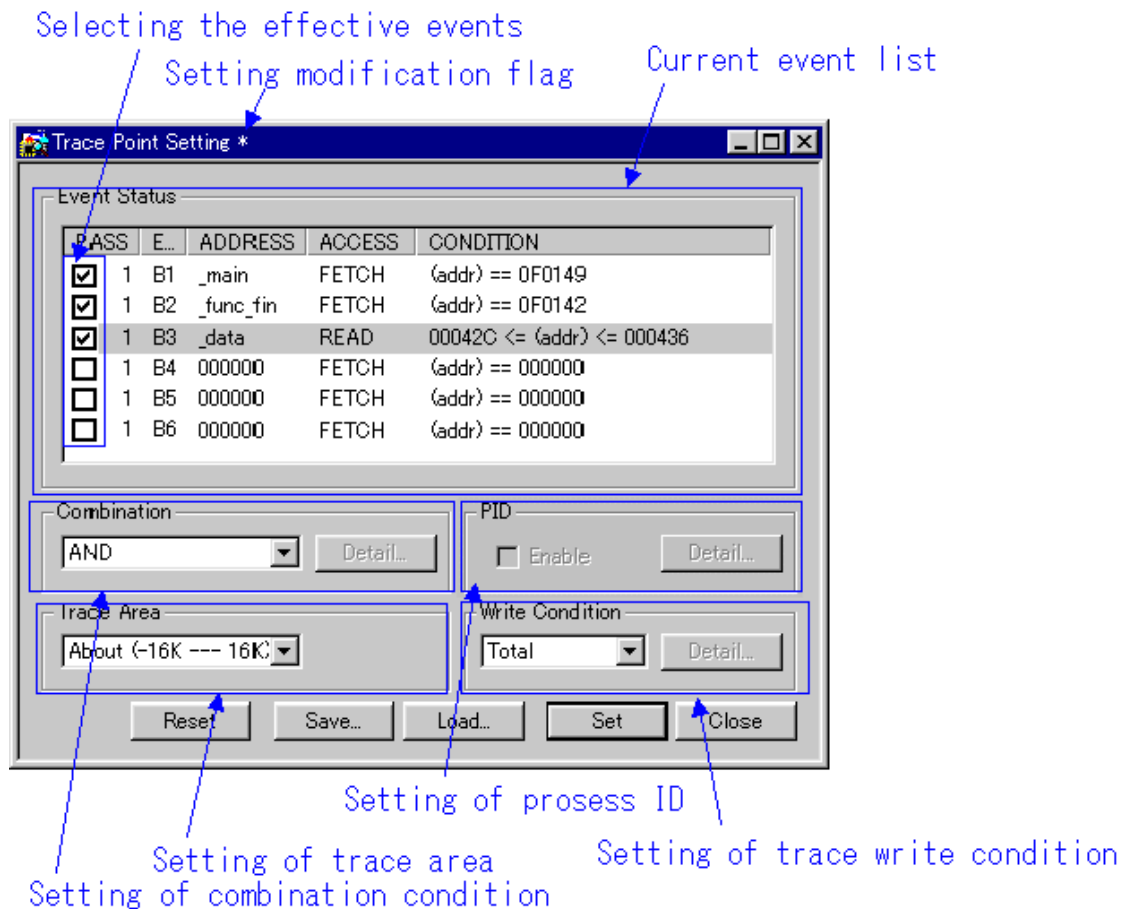 Selecting the effective events
Setting modification flag
Current event list
Trace Point Setting *
Event Status
PASS E... ADDRESS ACCESS CONDITION
1 B1 _main FETCH (addr) == 0F0149
1 B2 _func_fin FETCH (addr) == 0F0142
1 B3 _data READ 00042C <= (addr) <= 000436
1 B4 000000 FETCH (addr) == 000000
1 B5 000000 FETCH (addr) == 000000
1 B6 000000 FETCH (addr) == 000000
Combination
PID
AND Detail...
Enable Detail...
Trace Area
Write Condition
About (-16K --- 16K)
Total Detail...
Reset Save... Load... Set Close
Setting of prosess ID
Setting of trace area
Setting of trace write condition
Setting of combination condition